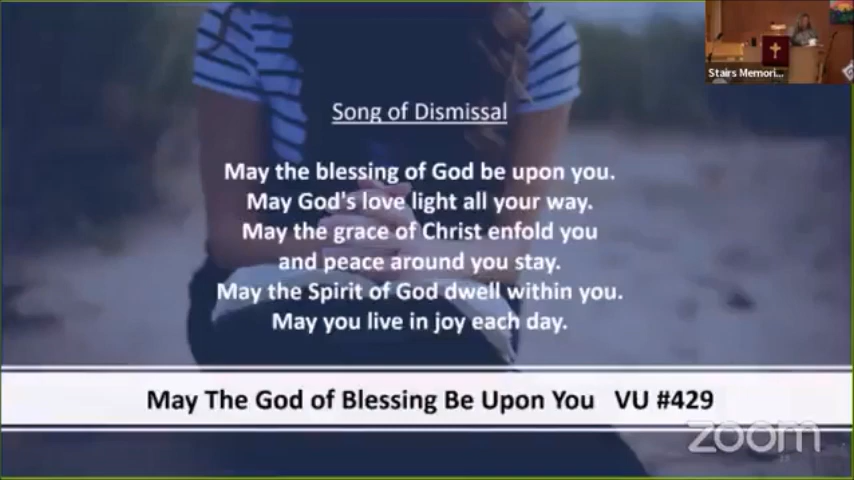 Stairs Memori...
Song of Dismissal
May the blessing of God be upon you.
May God's love light all your way.
May the grace of Christ enfold you
and peace around you stay.
May the Spirit of God dwell within you.
May you live in joy each day.
May The God of Blessing Be Upon You VU #429
zoom